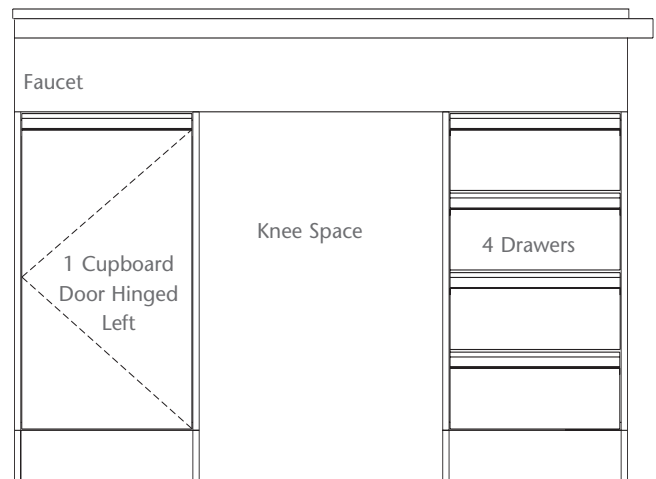 Faucet
Knee Space
4 Drawers
1 Cupboard
Door Hinged
Left